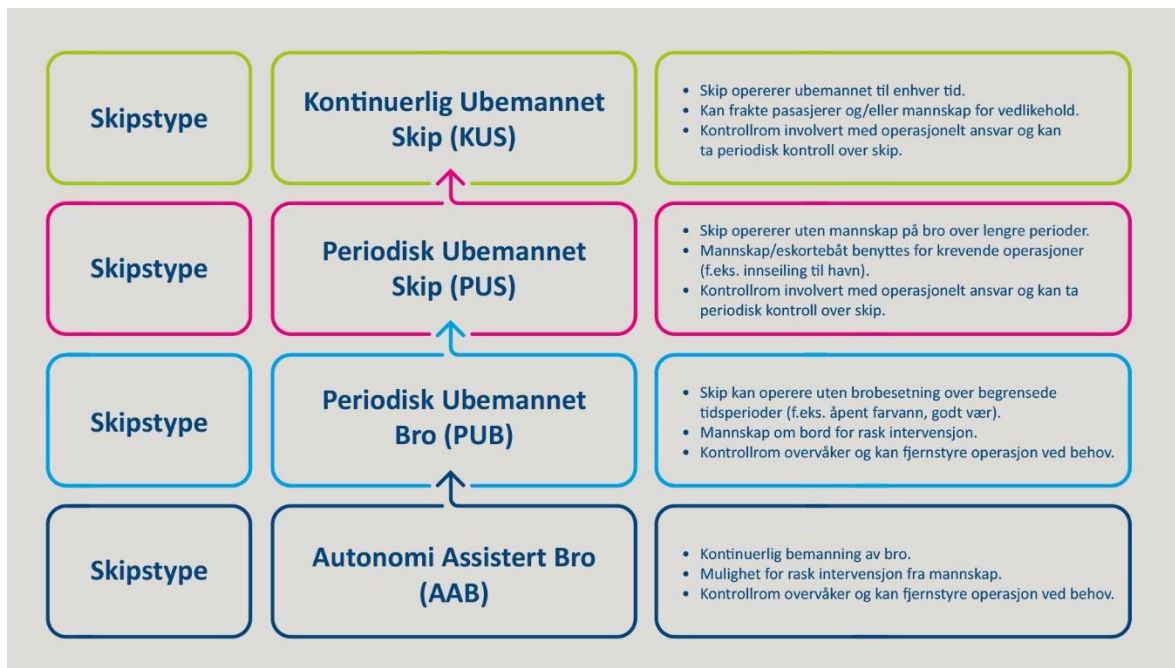 Skipstype
Kontinuerlig Ubemannet
Skip (KUS)
• Skip opererer ubemannet til enhver tid.
• Kan frakte pasasjerer og/eller mannskap for vedlikehold.
• Kontrollrom involvert med operasjonelt ansvar og kan
ta periodisk kontroll over skip.
Skipstype
Periodisk Ubemannet
Skip (PUS)
• Skip opererer uten mannskap på bro over lengre perioder.
• Mannskap/eskortebåt benyttes for krevende operasjoner
(f.eks. innseiling til havn).
• Kontrollrom involvert med operasjonelt ansvar og kan ta
periodisk kontroll over skip.
Skipstype
Periodisk Ubemannet
Bro (PUB)
• Skip kan operere uten brobesetning over begrensede
tidsperioder (f.eks. åpent farvann, godt vær).
• Mannskap om bord for rask intervensjon.
• Kontrollrom overvåker og kan fjernstyre operasjon ved behov.
Skipstype
Autonomi Assistert Bro
(AAB)
• Kontinuerlig bemanning av bro.
• Mulighet for rask intervensjon fra mannskap.
• Kontrollrom overvåker og kan fjernstyre operasjon ved behov.